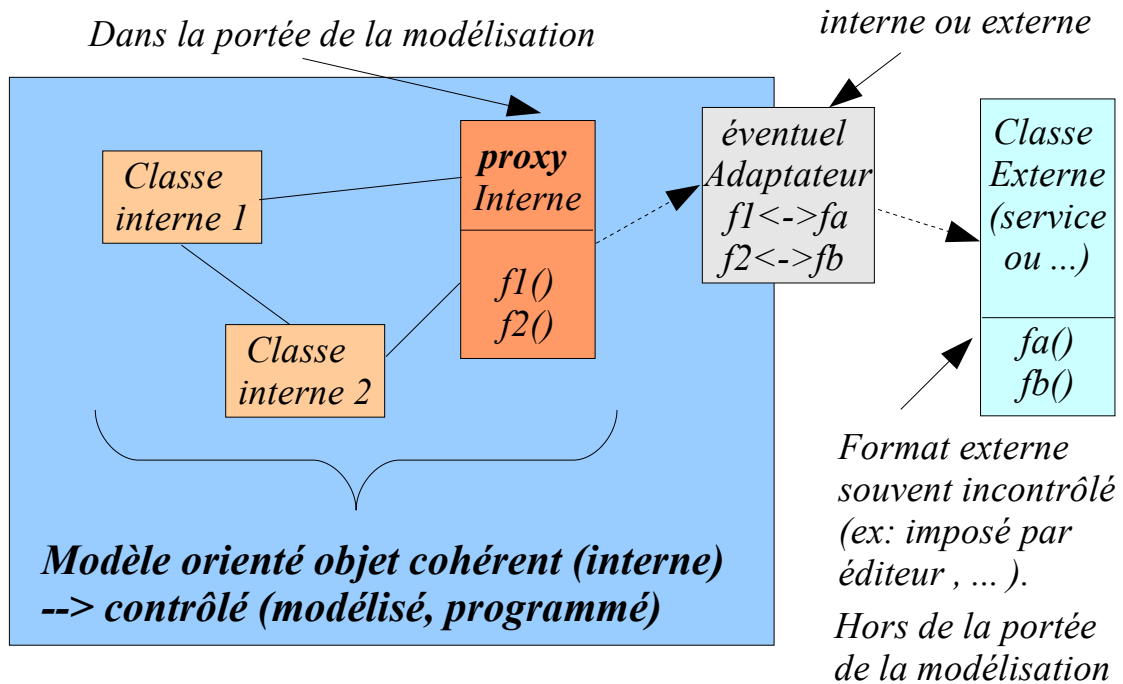 Dans la portée de la modélisation
interne ou externe
Classe
interne 1
Classe
interne 2
proxy
Interne
f1()
f2()
éventuel
Adaptateur
f1<->fa
f2<->fb
Classe
Externe
(service
ou ...)
fa()
fb()
Modèle orienté objet cohérent (interne)
--> contrôlé (modélisé, programmé)
Format externe
souvent incontrôlé
(ex: imposé par
éditeur , ... ).
Hors de la portée
de la modélisation